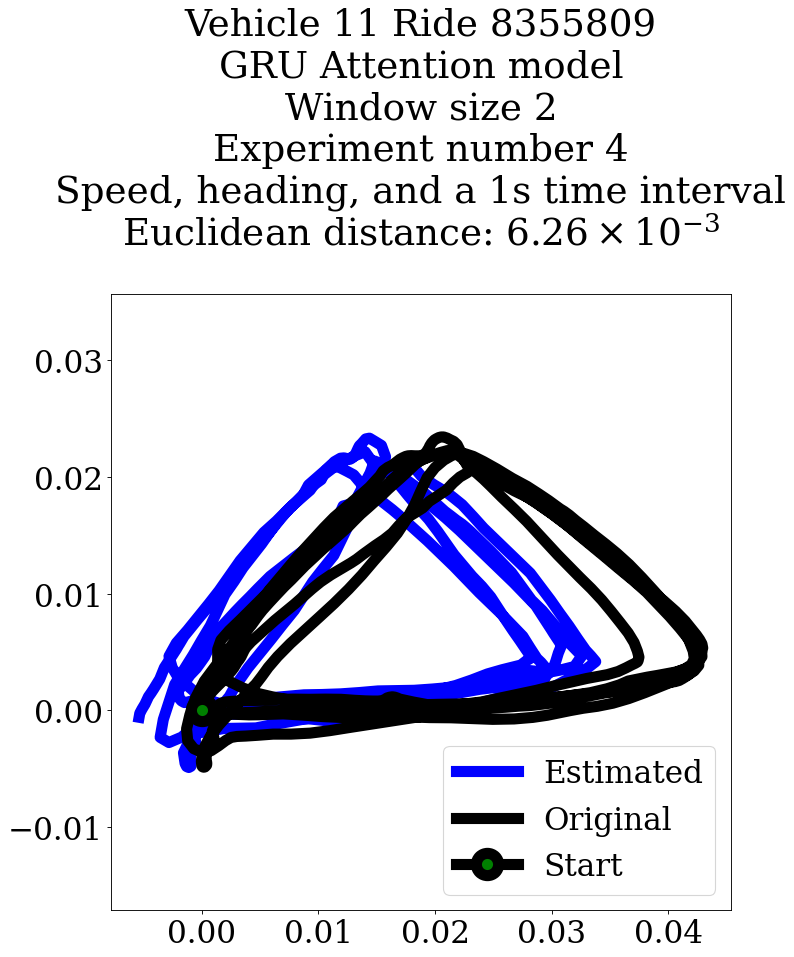 Vehicle 11 Ride 8355809
GRU Attention model
Window size 2
Experiment number 4
Speed, heading, and a 1s time interval
Euclidean distance: 6.26 × 10⁻³
0.03
0.02
0.01
0.00
−0.01
0.00 0.01 0.02 0.03 0.04
Estimated
Original
Start